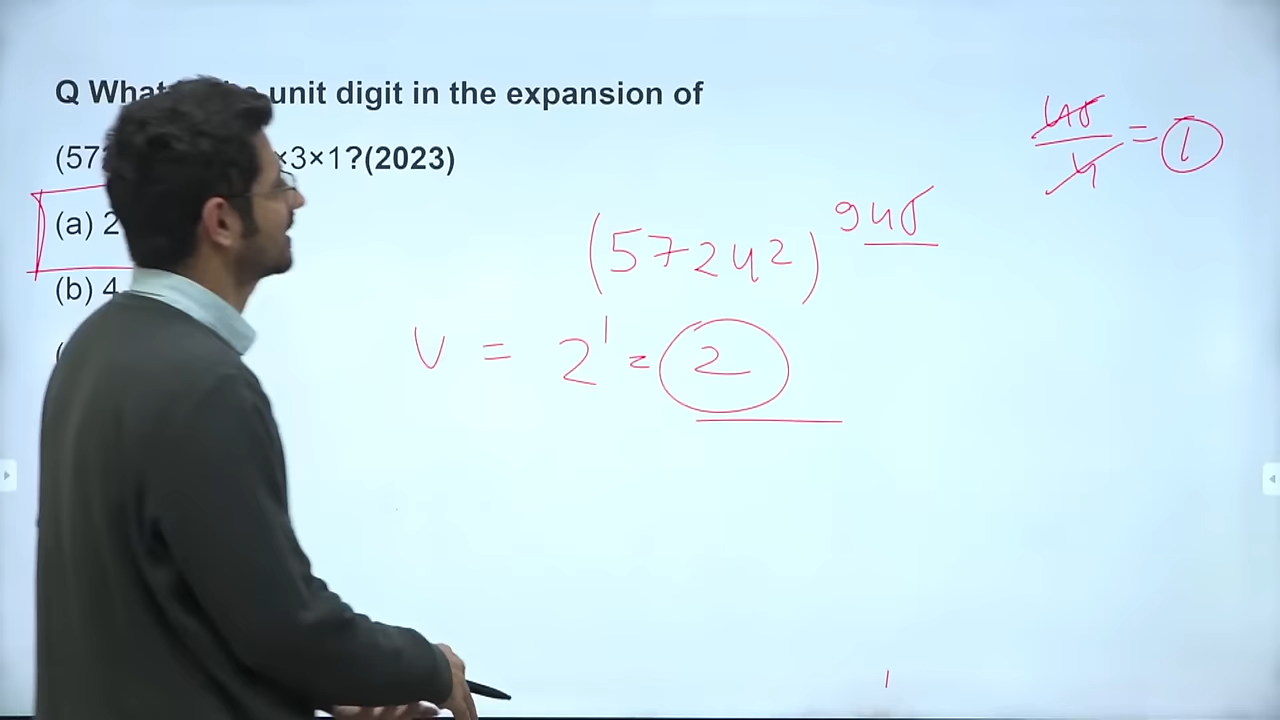 Q What unit digit in the expansion of
(57 ×3×1?(2023)
(a) 2
(b) 4
45/4 = 1
(57242)^945
U = 2^1 = 2